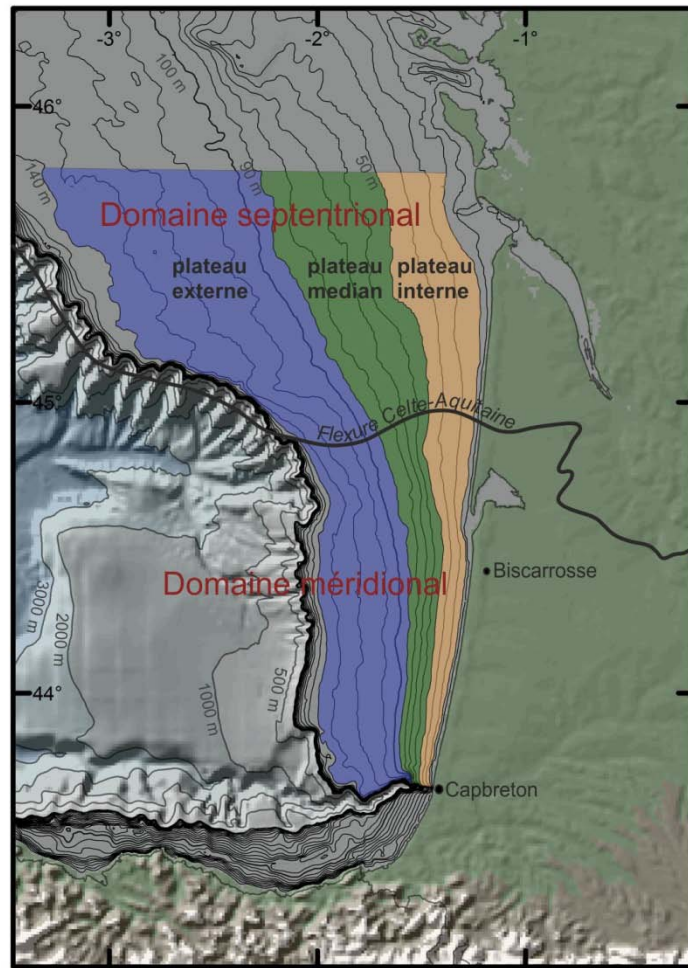 -3°
-2°
-1°
100 m
46°
140 m
90 m
50 m
Domaine septentrional
plateau
externe
plateau
median
plateau
interne
45°
Flexure Celte-Aquitaine
Domaine méridional
Biscarrosse
3000 m
2000 m
1000 m
500 m
44°
Capbreton